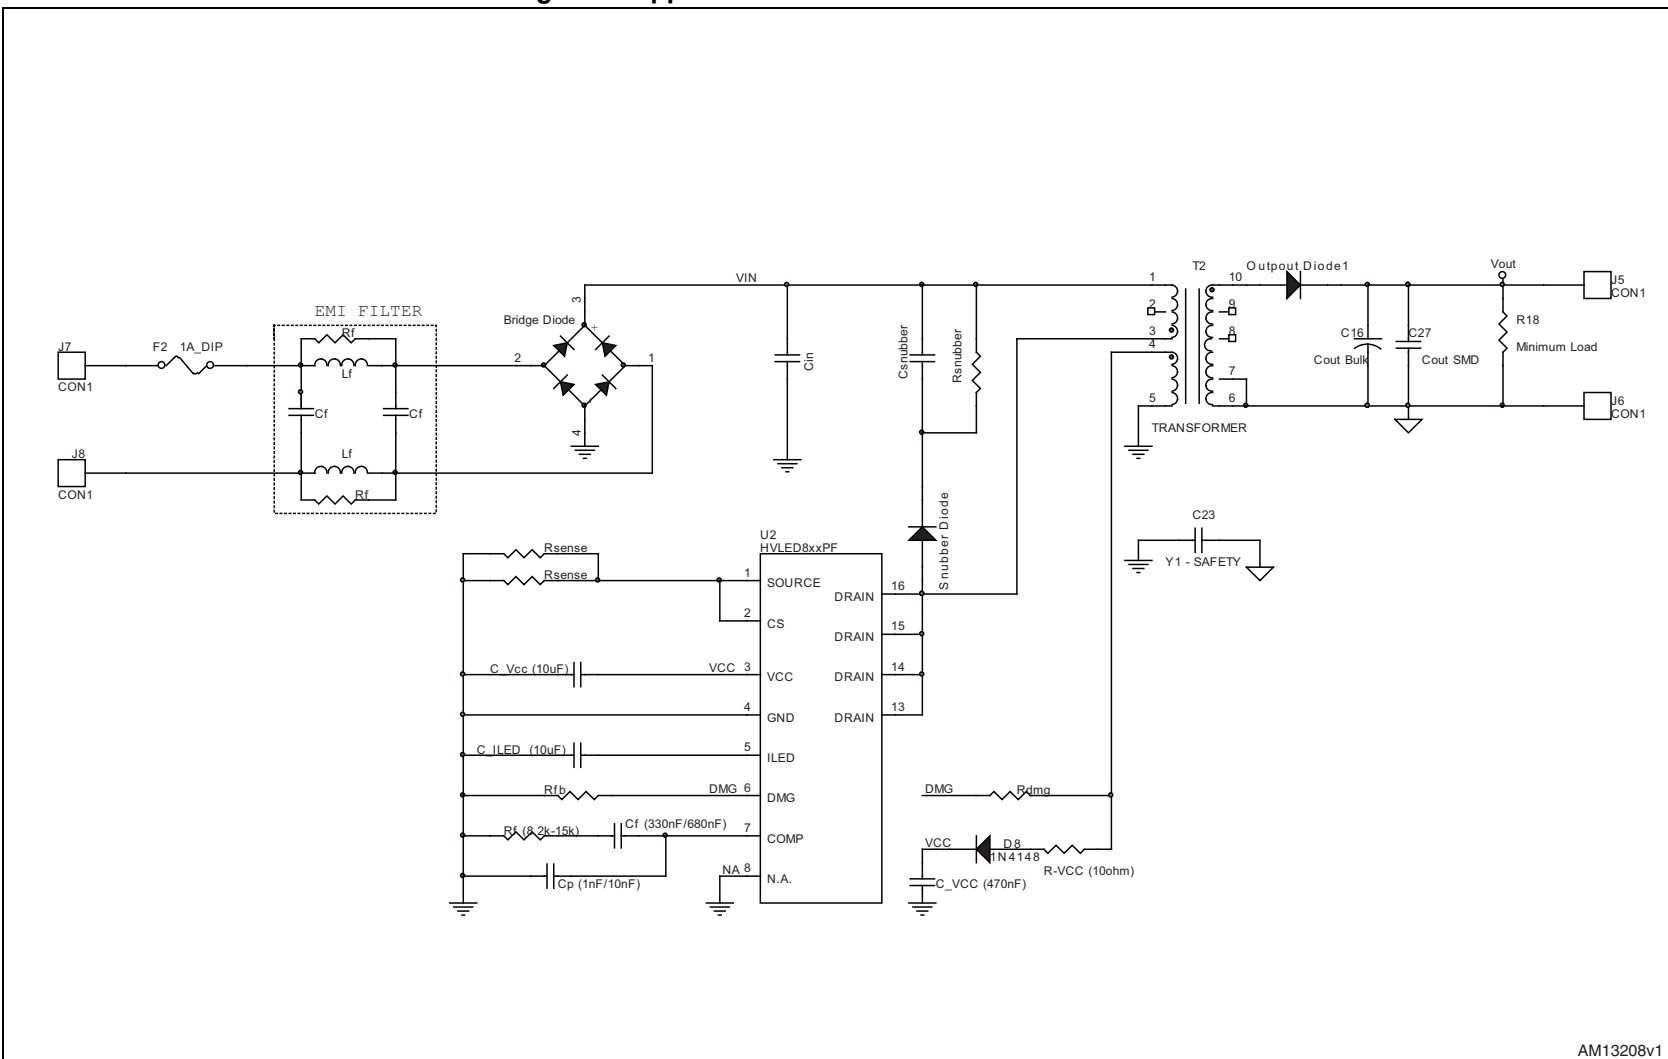 VIN
1
T2
10
Outpout Diode1
Vout
J5
CON1
3
2
9
EMI FILTER
Bridge Diode
+
Rf
J7
CON1
F2 1A_DIP
Lf
2
1
Cin
Csnubber
Rsnubber
3
4
8
C16
Cout Bulk
C27
Cout SMD
R18
Minimum Load
7
Cf
Cf
5
6
J6
CON1
4
TRANSFORMER
J8
CON1
Lf
Rf
Snubber Diode
C23
Y1 - SAFETY
U2
HVLED8xxPF
Rsense
Rsense
1
SOURCE
16
DRAIN
2
CS
15
DRAIN
C_Vcc (10uF)
VCC 3
VCC
14
DRAIN
4
GND
13
DRAIN
C_ILED (10uF)
5
ILED
Rfb
DMG 6
DMG
DMG
Rdmg
Rf (8.2k-15k)
Cf (330nF/680nF)
7
COMP
VCC
D8
1N4148
R-VCC (10ohm)
Cp (1nF/10nF)
NA 8
N.A.
C_VCC (470nF)
AM13208v1